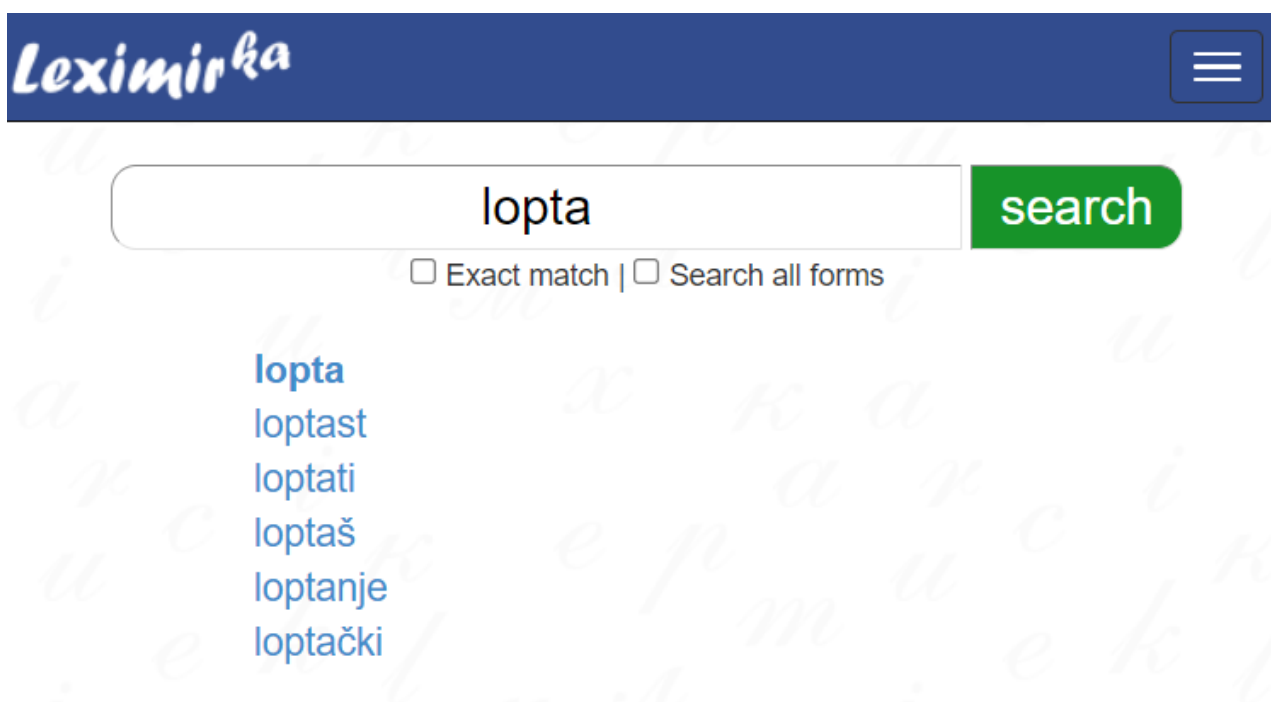 Leximirka
lopta search
Exact match | Search all forms
lopta
loptast
loptati
loptaš
loptanje
loptački